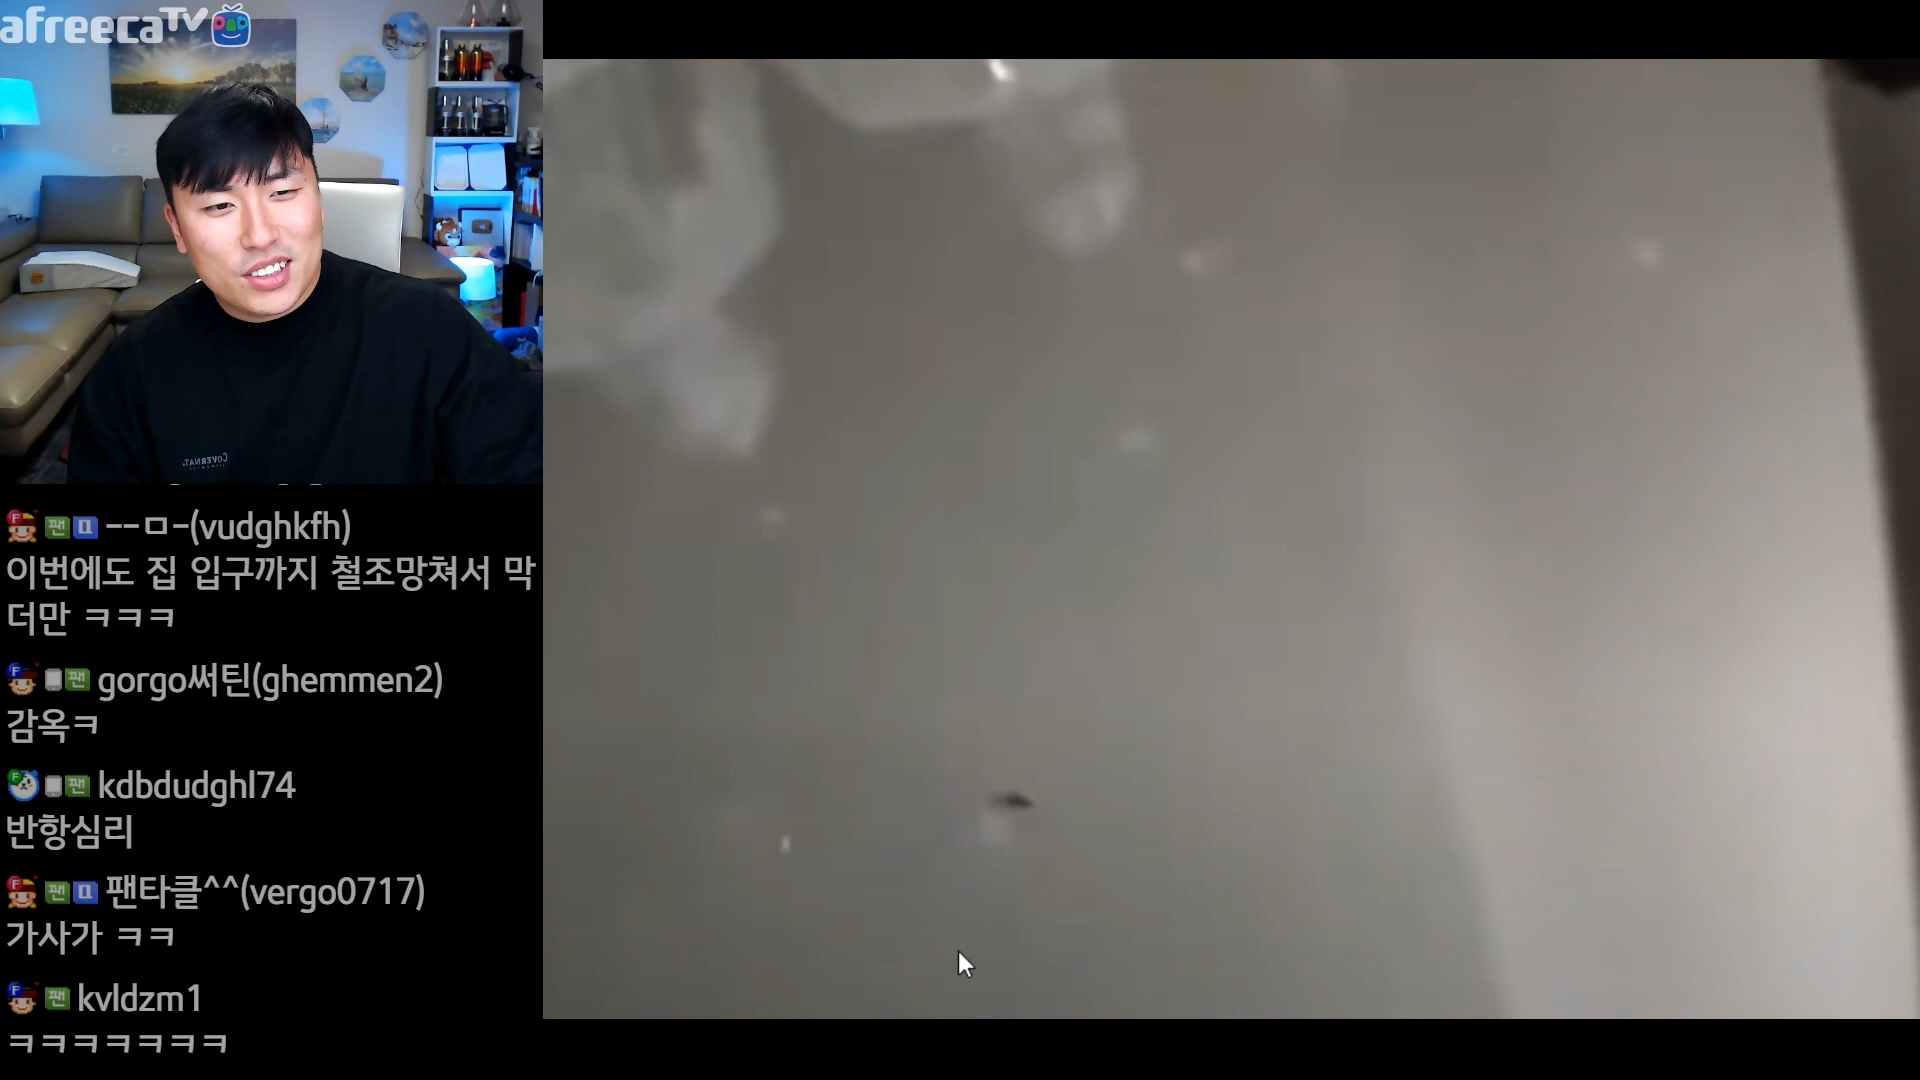 afreecaTV
COVERNAT.
--ㅁ-(vudghkfh)
이번에도 집 입구까지 철조망쳐서 막
더만 ㅋㅋㅋ
gorgo써틴(ghemmen2)
감옥ㅋ
kdbdudghl74
반항심리
팬타클^^(vergo0717)
가사가 ㅋㅋ
kvldzm1
ㅋㅋㅋㅋㅋㅋㅋ